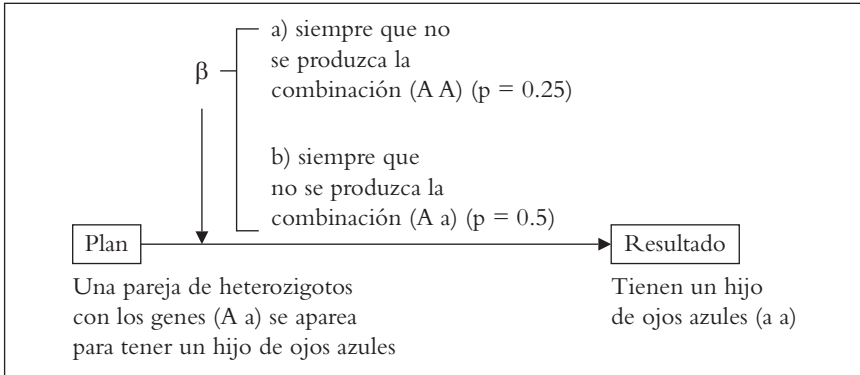 a) siempre que no
se produzca la
combinación (A A) (p = 0.25)
β
b) siempre que
no se produzca la
combinación (A a) (p = 0.5)
Plan
Resultado
Una pareja de heterozigotos
con los genes (A a) se aparea
para tener un hijo de ojos azules
Tienen un hijo
de ojos azules (a a)